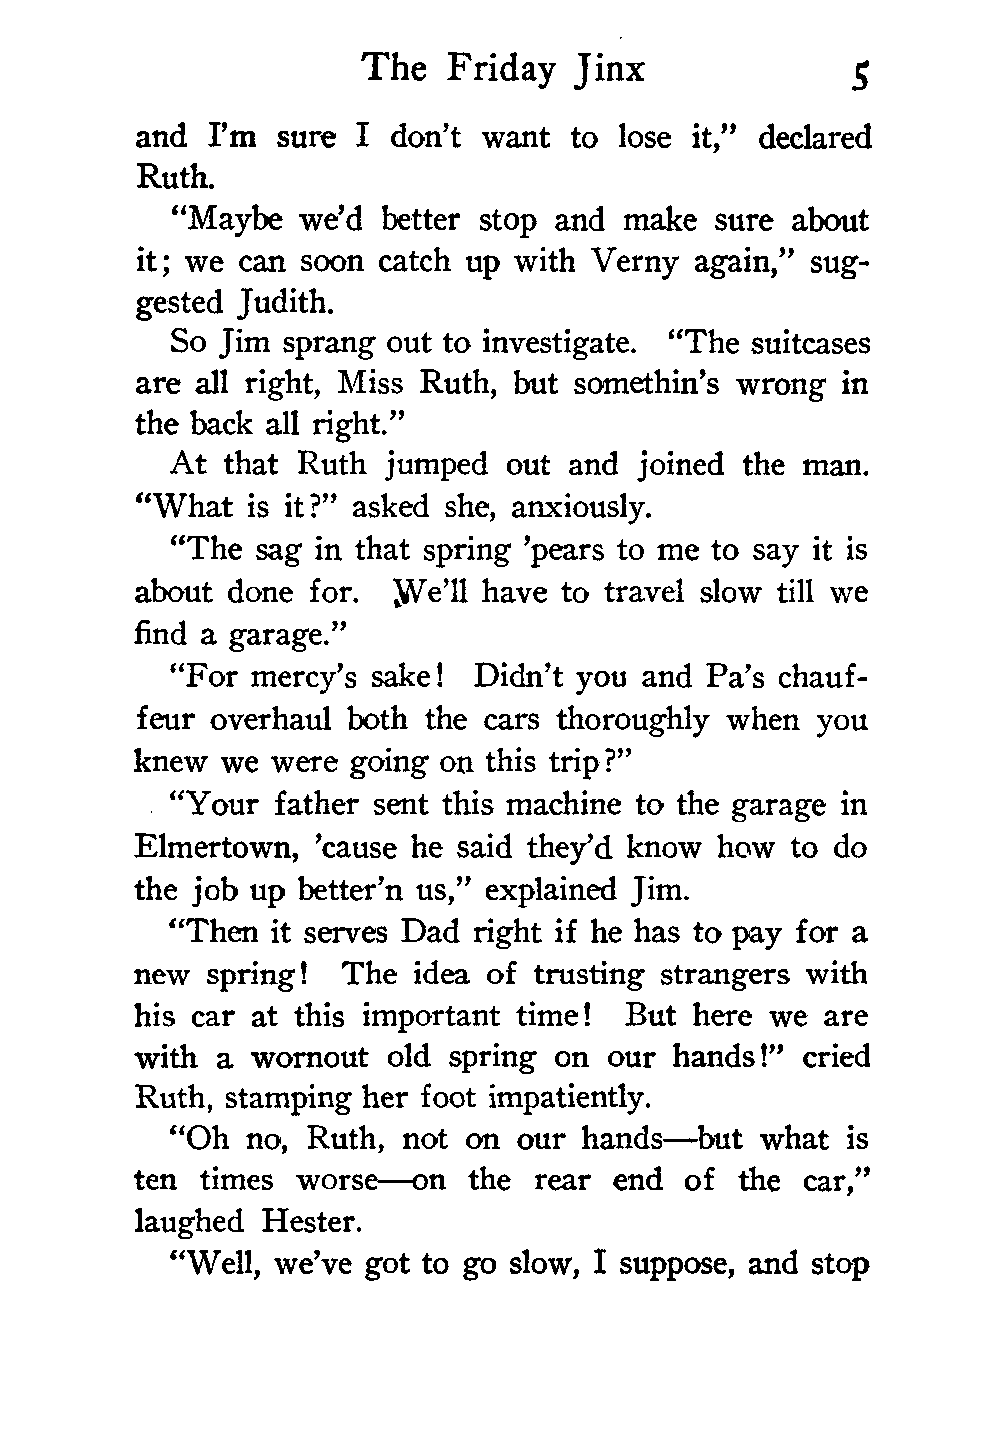 The Friday Jinx 5
and I'm sure I don't want to lose it," declared
Ruth.
"Maybe we'd better stop and make sure about
it; we can soon catch up with Verny again," sug-
gested Judith.
So Jim sprang out to investigate. "The suitcases
are all right, Miss Ruth, but somethin's wrong in
the back all right."
At that Ruth jumped out and joined the man.
"What is it?" asked she, anxiously.
"The sag in that spring 'pears to me to say it is
about done for. We'll have to travel slow till we
find a garage."
"For mercy's sake! Didn't you and Pa's chauf-
feur overhaul both the cars thoroughly when you
knew we were going on this trip?"
"Your father sent this machine to the garage in
Elmertown, 'cause he said they'd know how to do
the job up better'n us," explained Jim.
"Then it serves Dad right if he has to pay for a
new spring! The idea of trusting strangers with
his car at this important time! But here we are
with a wornout old spring on our hands!" cried
Ruth, stamping her foot impatiently.
"Oh no, Ruth, not on our hands—but what is
ten times worse—on the rear end of the car,"
laughed Hester.
"Well, we've got to go slow, I suppose, and stop